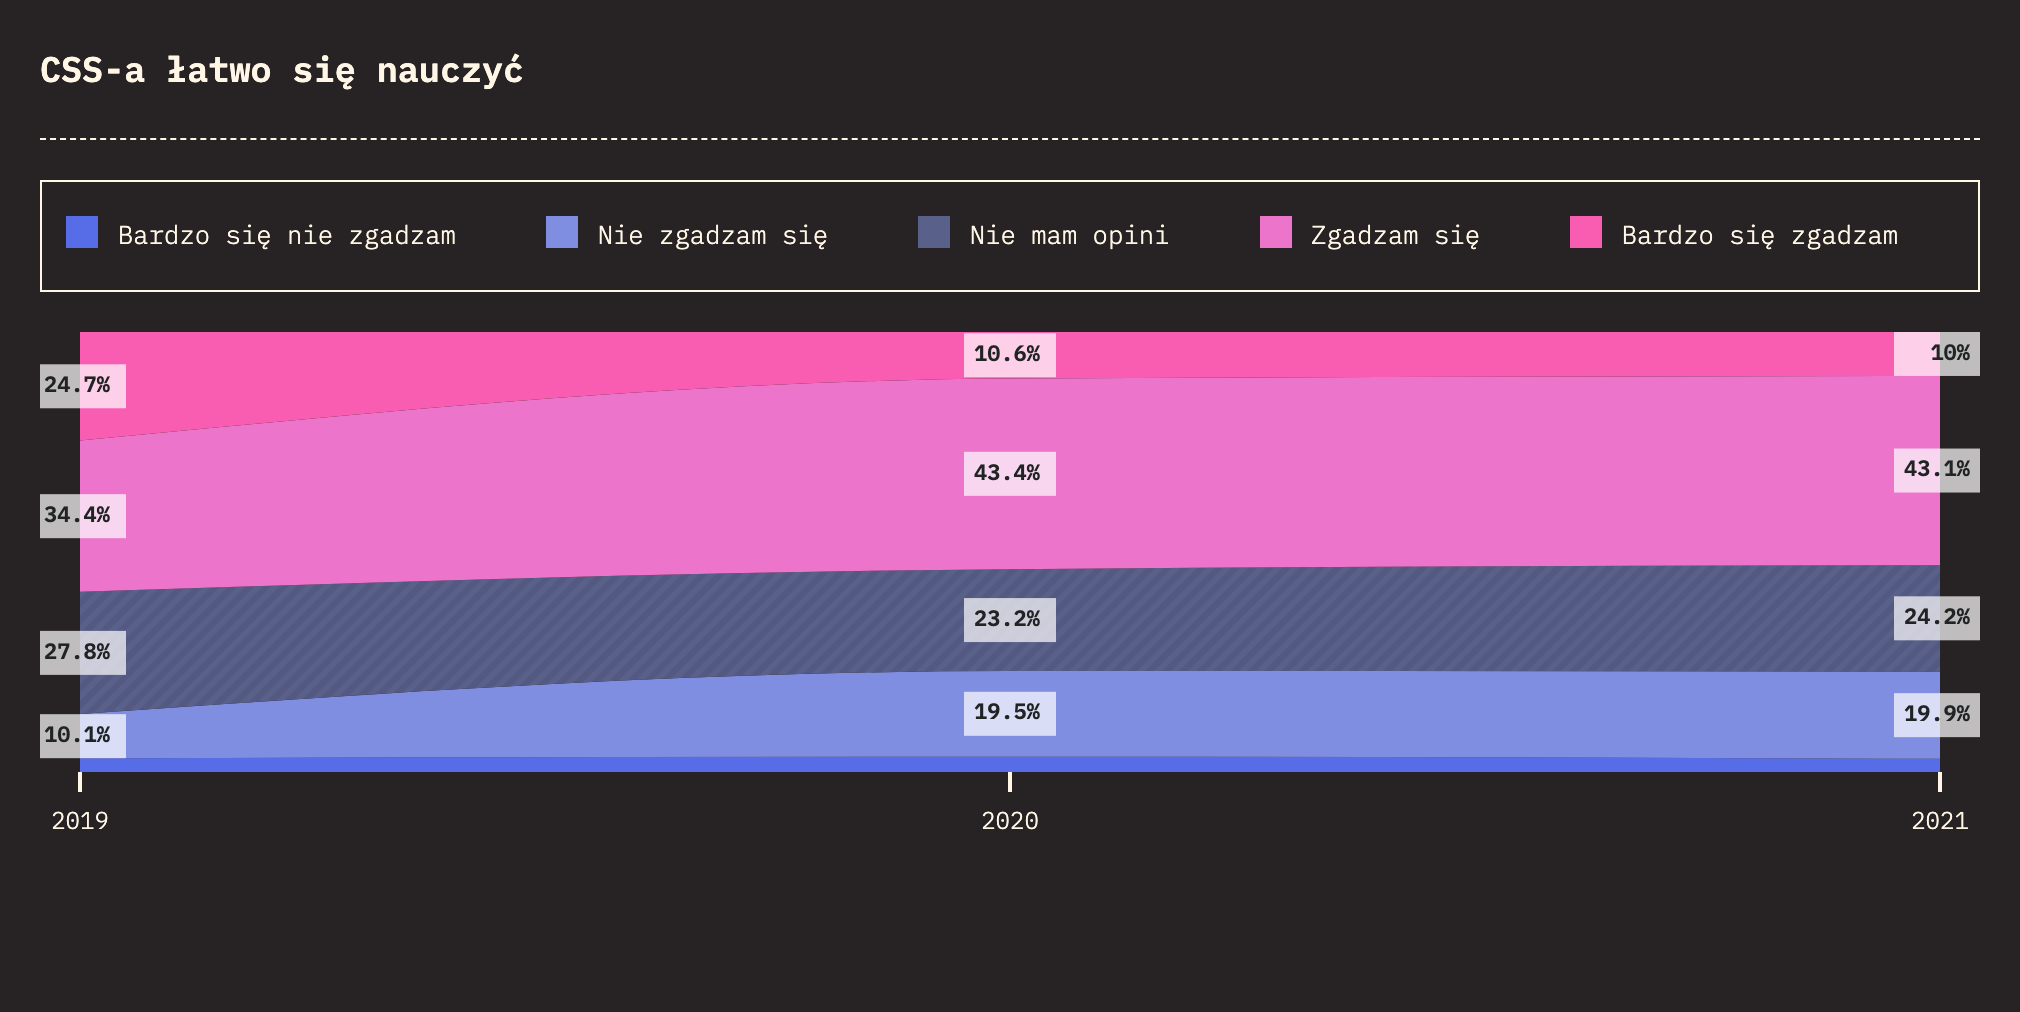 CSS-a łatwo się nauczyć
Bardzo się nie zgadzam Nie zgadzam się Nie mam opini Zgadzam się Bardzo się zgadzam
24.7% 10.6% 10%
34.4% 43.4% 43.1%
27.8% 23.2% 24.2%
10.1% 19.5% 19.9%
2019 2020 2021